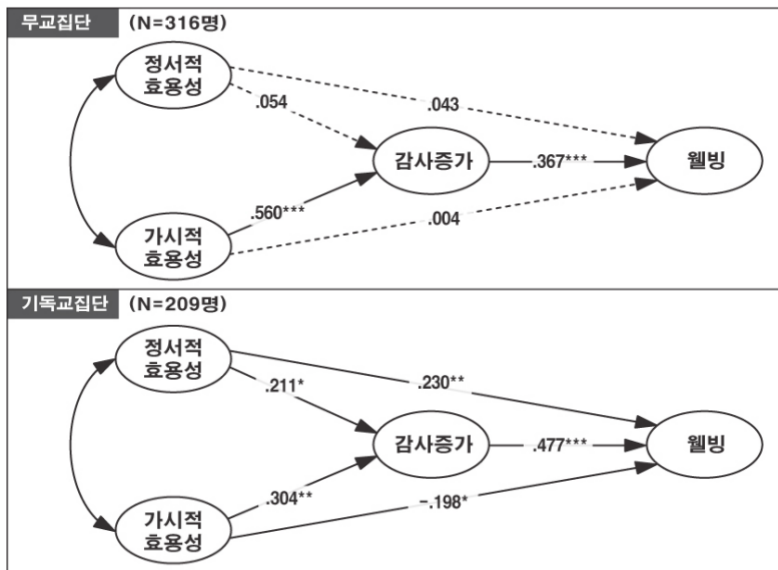 무교집단 (N=316명)
정서적
효용성
.054
.043
감사증가
.367***
웰빙
.560***
.004
가시적
효용성
기독교집단 (N=209명)
정서적
효용성
.211*
.230**
감사증가
.477***
웰빙
.304**
-.198*
가시적
효용성